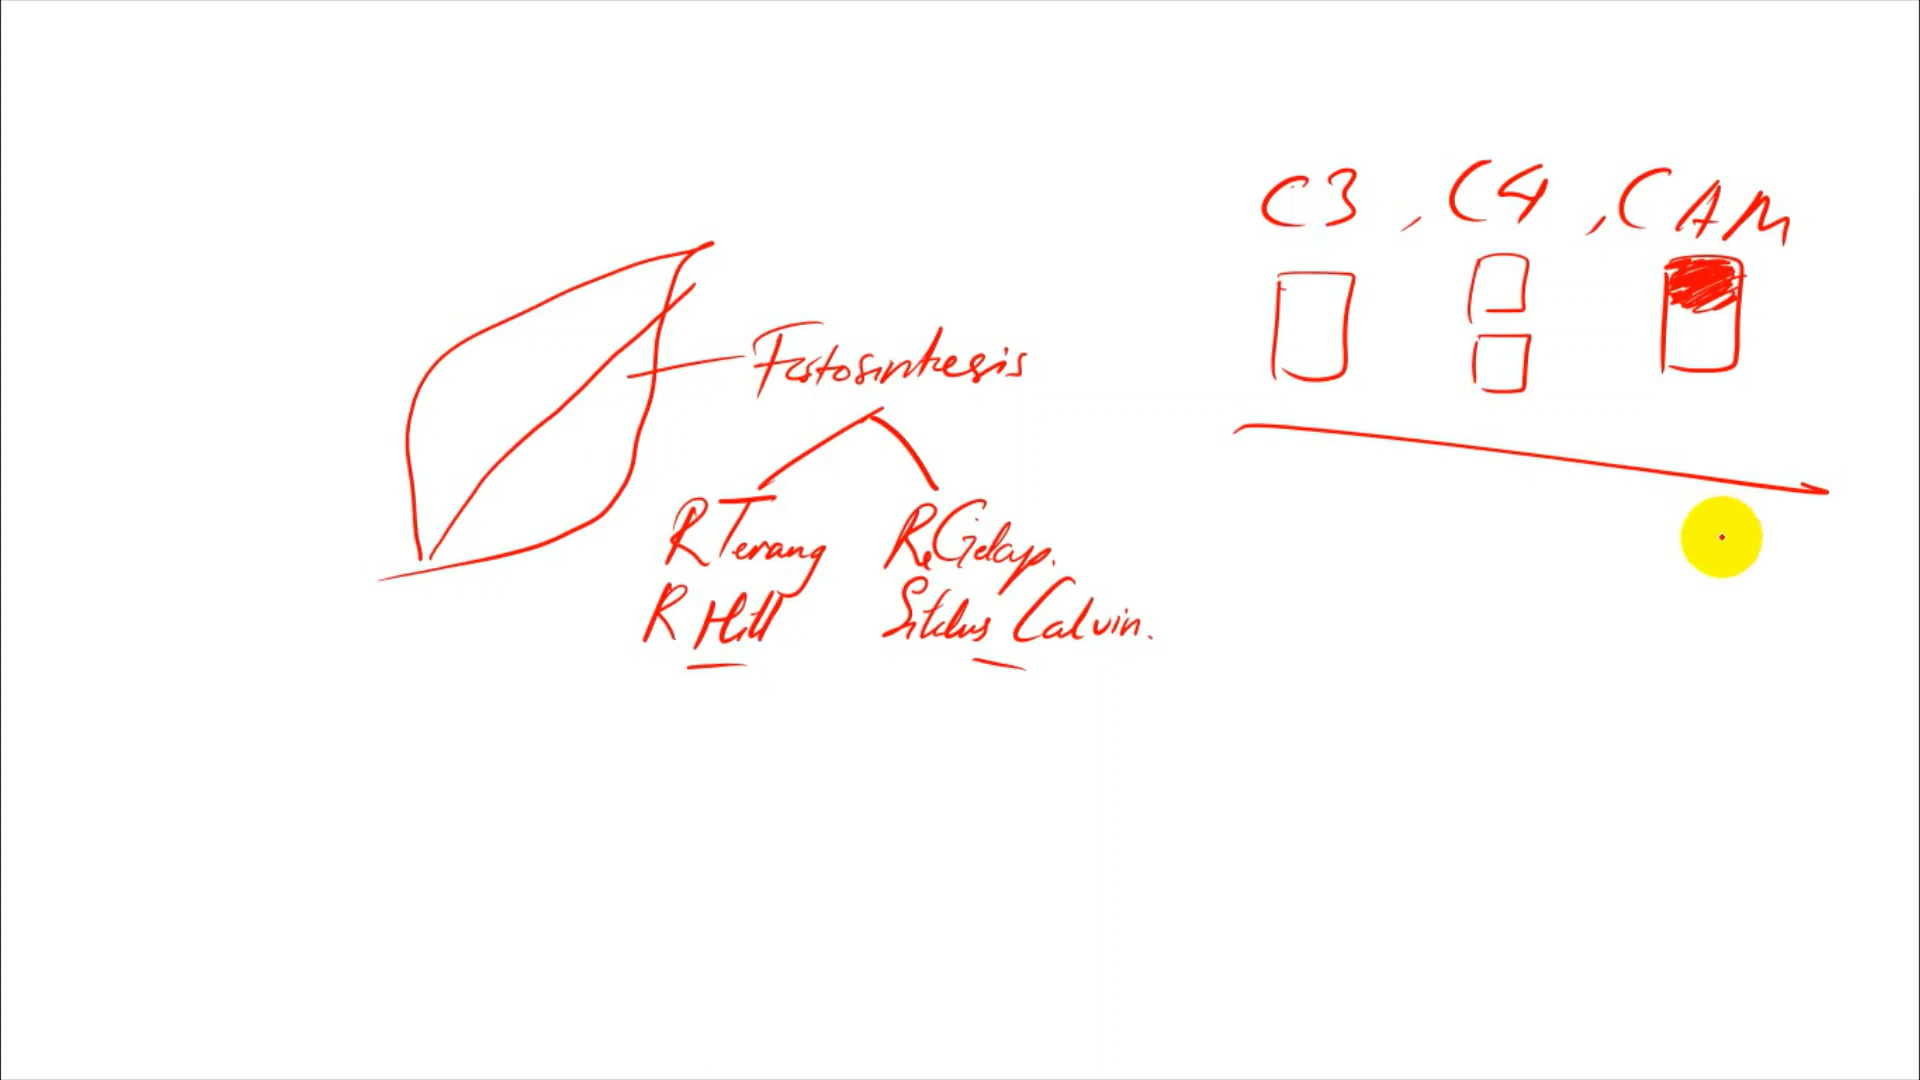 C3, C4, CAM
Fotosintesis
R Terang R. Gelap.
R Hill Siklus Calvin.